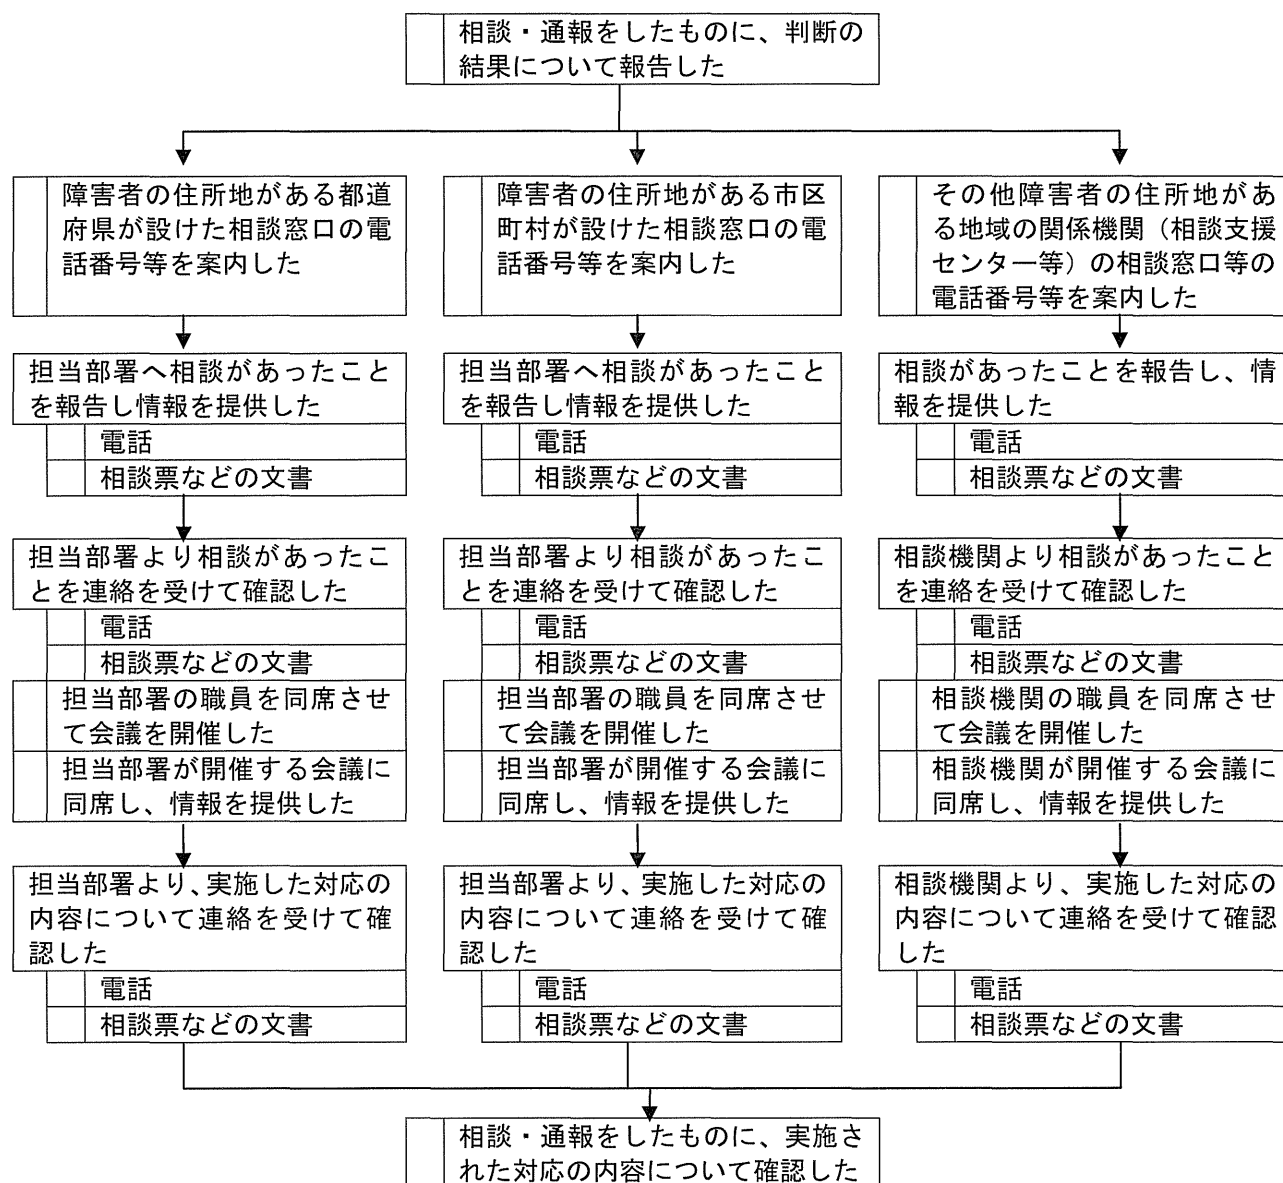 相談・通報をしたものに、判断の
結果について報告した
障害者の住所地がある都道
府県が設けた相談窓口の電
話番号等を案内した
障害者の住所地がある市区
町村が設けた相談窓口の電
話番号等を案内した
その他障害者の住所地があ
る地域の関係機関（相談支援
センター等）の相談窓口等の
電話番号等を案内した
担当部署へ相談があったこと
を報告し情報を提供した
電話
相談票などの文書
担当部署へ相談があったこと
を報告し情報を提供した
電話
相談票などの文書
相談があったことを報告し、情
報を提供した
電話
相談票などの文書
担当部署より相談があったこ
とを連絡を受けて確認した
電話
相談票などの文書
担当部署の職員を同席させ
て会議を開催した
担当部署が開催する会議に
同席し、情報を提供した
担当部署より相談があったこ
とを連絡を受けて確認した
電話
相談票などの文書
担当部署の職員を同席させ
て会議を開催した
担当部署が開催する会議に
同席し、情報を提供した
相談機関より相談があったこと
を連絡を受けて確認した
電話
相談票などの文書
相談機関の職員を同席させ
て会議を開催した
相談機関が開催する会議に
同席し、情報を提供した
担当部署より、実施した対応の
内容について連絡を受けて確
認した
電話
相談票などの文書
担当部署より、実施した対応の
内容について連絡を受けて確
認した
電話
相談票などの文書
相談機関より、実施した対応の
内容について連絡を受けて確認
した
電話
相談票などの文書
相談・通報をしたものに、実施さ
れた対応の内容について確認した